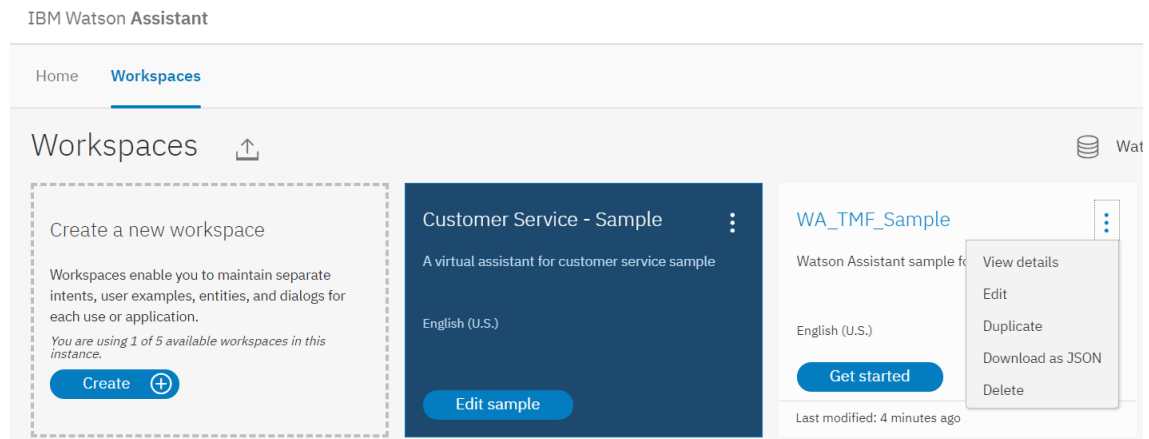 IBM Watson Assistant
Home Workspaces
Workspaces
Create a new workspace
Workspaces enable you to maintain separate
intents, user examples, entities, and dialogs for
each use or application.
You are using 1 of 5 available workspaces in this
instance.
Create
Customer Service - Sample
A virtual assistant for customer service sample
English (U.S.)
Edit sample
WA_TMF_Sample
Watson Assistant sample
English (U.S.)
Get started
Last modified: 4 minutes ago
View details
Edit
Duplicate
Download as JSON
Delete